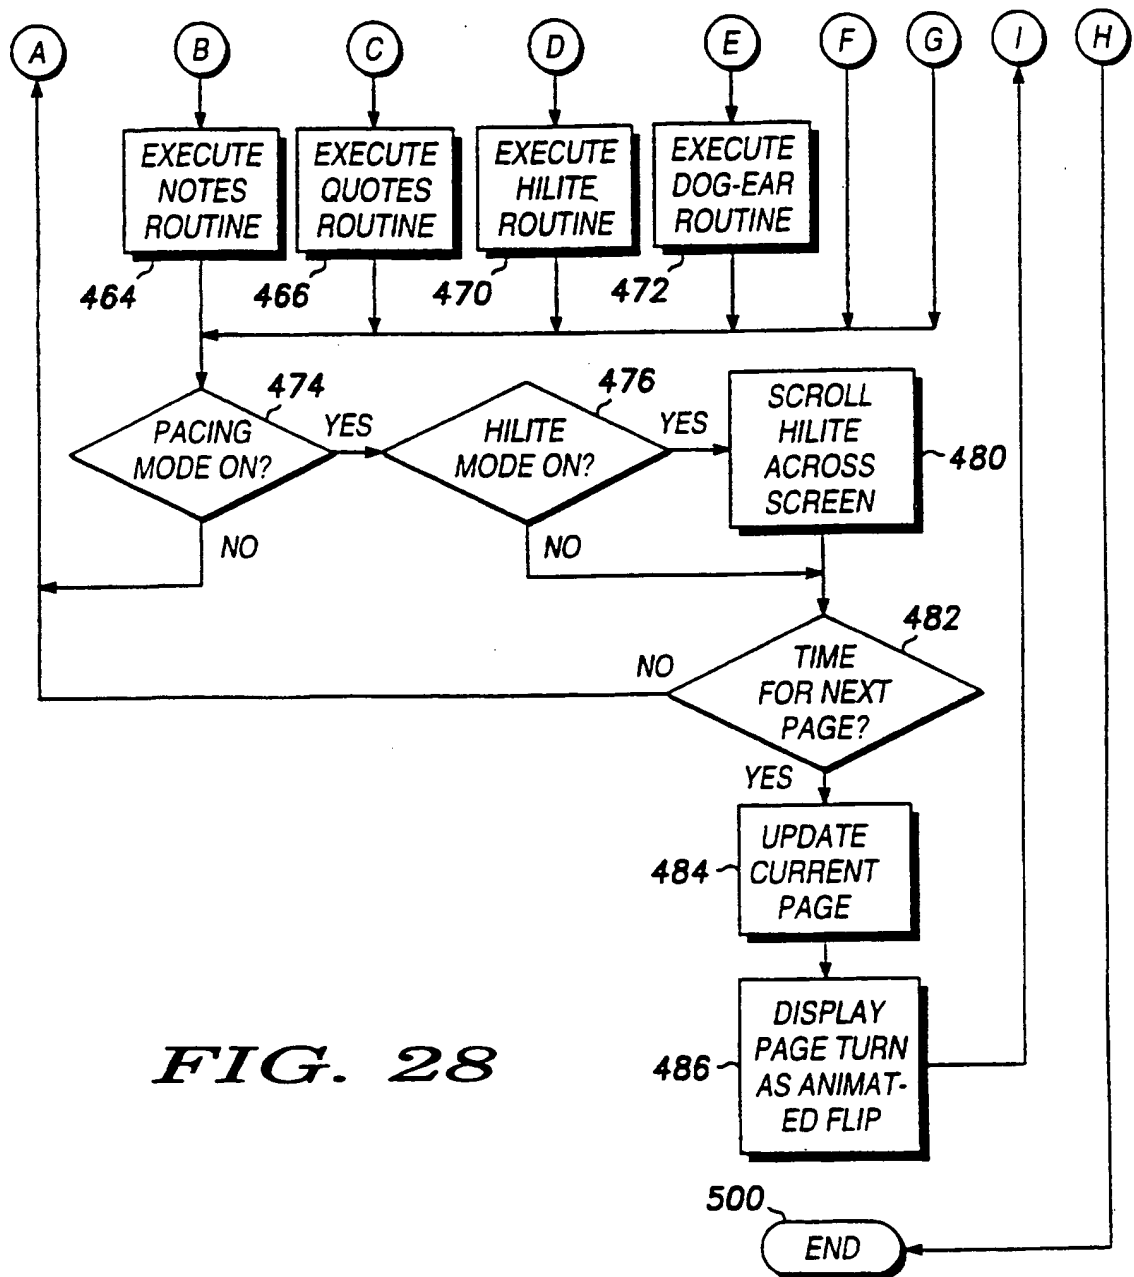 A B C D E F G I H
EXECUTE
NOTES
ROUTINE
464
EXECUTE
QUOTES
ROUTINE
466
EXECUTE
HILITE
ROUTINE
470
EXECUTE
DOG-EAR
ROUTINE
472
PACING
MODE ON?
474
YES
NO
HILITE
MODE ON?
476
YES
NO
SCROLL
HILITE
ACROSS
SCREEN
480
TIME
FOR NEXT
PAGE?
482
NO
YES
UPDATE
CURRENT
PAGE
484
DISPLAY
PAGE TURN
AS ANIMAT-
ED FLIP
486
FIG. 28
500
END